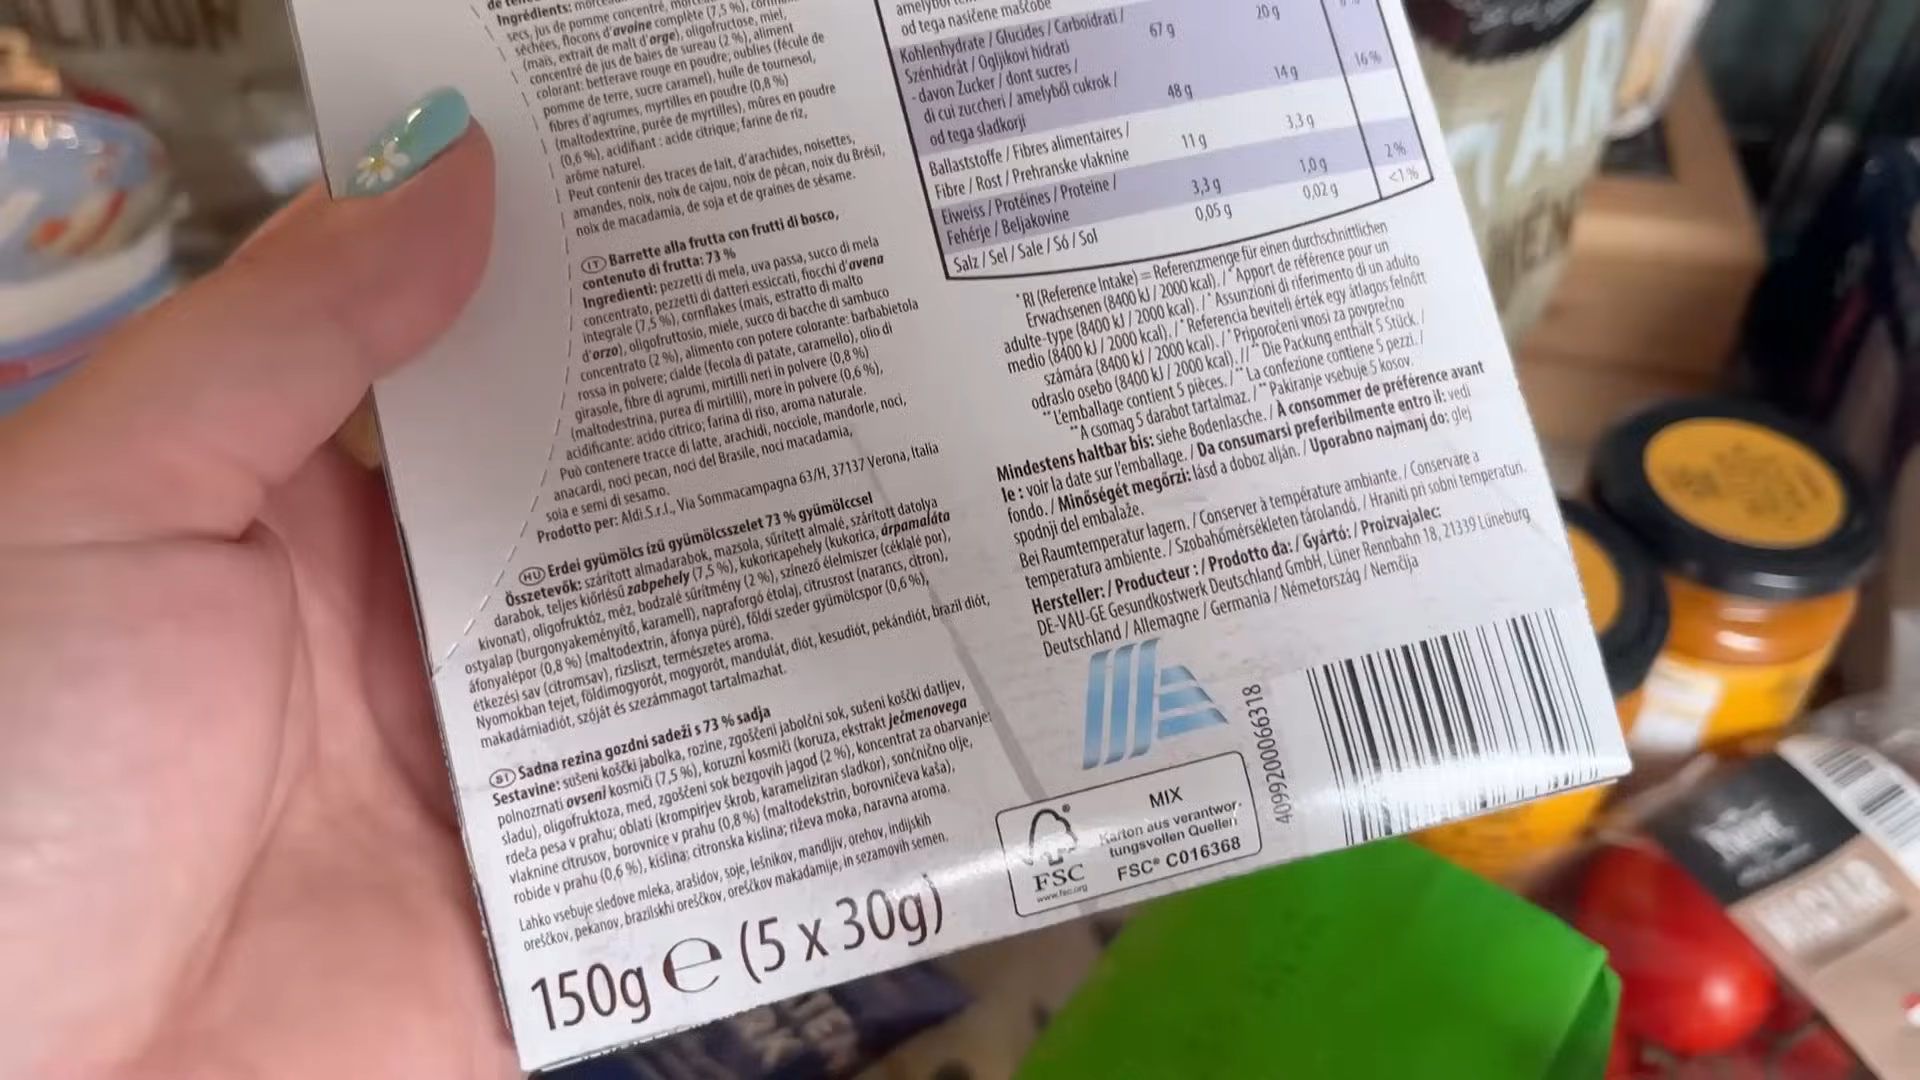 Ingrédients:
secs, jus de pomme concentré,
séchées, flocons d'avoine complète (7,5 %),
(mais, extrait de malt d'orge), oligofructose, miel,
concentré de jus de baies de sureau (2 %), aliment
colorant: betterave rouge en poudre; oublies (fécule de
pomme de terre, sucre caramel), huile de tournesol,
fibres d'agrumes, myrtilles en poudre (0,8 %)
(maltodextrine, purée de myrtilles), mûres en poudre
(0,6 %), acidifiant : acide citrique; farine de riz,
arôme naturel.
Peut contenir des traces de lait, d'arachides, noisettes,
amandes, noix, noix de cajou, noix de pécan, noix du Brésil,
noix de macadamia, de soja et de graines de sésame.
IT Barrette alla frutta con frutti di bosco,
contenuto di frutta: 73 %
Ingredienti: pezzetti di mela, uva passa, succo di mela
concentrato, pezzetti di datteri essiccati, fiocchi d'avena
integrale (7,5 %), cornflakes (mais, estratto di malto
d'orzo), oligofruttosio, miele, succo di bacche di sambuco
concentrato (2 %), alimento con potere colorante: barbabietola
rossa in polvere; cialde (fecola di patate, caramello), olio di
girasole, fibre di agrumi, mirtilli neri in polvere (0,8 %)
(maltodestrina, purea di mirtilli), more in polvere (0,6 %),
acidificante: acido citrico; farina di riso, aroma naturale.
Può contenere tracce di latte, arachidi, nocciole, mandorle, noci,
anacardi, noci pecan, noci del Brasile, noci macadamia,
soia e semi di sesamo.
Prodotto per: Aldi S.r.l., Via Sommacampagna 63/H, 37137 Verona, Italia
HU Erdei gyümölcs ízű gyümölcsszelet 73 % gyümölccsel
Összetevők: szárított almadarabok, mazsola, sűrített almalé, szárított datolya
darabok, teljes kiőrlésű zabpehely (7,5 %), kukoricapehely (kukorica, árpamaláta
kivonat), oligofruktóz, méz, bodzalé sűrítmény (2 %), színező élelmiszer (céklalé por),
ostyalap (burgonyakeményítő, karamell), napraforgó étolaj, citrusrost (narancs, citrom),
áfonyalépor (0,8 %) (maltodextrin, áfonya püré), földi szeder gyümölcspor (0,6 %),
étkezési sav (citromsav), rizsliszt, természetes aroma.
Nyomokban tejet, földimogyorót, mogyorót, mandulát, diót, kesudiót, pekándiót, brazil diót,
makadámiadiót, szóját és szezámmagot tartalmazhat.
SI Sadna rezina gozdni sadeži s 73 % sadja
Sestavine: sušeni koščki jabolka, rozine, zgoščeni jabolčni sok, sušeni koščki datljev,
polnozrnati ovseni kosmiči (7,5 %), koruzni kosmiči (koruza, ekstrakt ječmenovega
sladu), oligofruktoza, med, zgoščeni sok bezgovih jagod (2 %), koncentrat za obarvanje:
rdeča pesa v prahu; oblati (krompirjev škrob, karameliziran sladkor), sončnično olje,
vlaknine citrusov, borovnice v prahu (0,8 %) (maltodekstrin, borovničeva kaša),
robide v prahu (0,6 %), kislina: citronska kislina; riževa moka, naravna aroma.
Lahko vsebuje sledove mleka, arašidov, soje, lešnikov, mandljiv, orehov, indijskih
oreščkov, pekanov, brazilskhi oreščkov, oreščkov makadamije, in sezamovih semen.
150g e (5 x 30g)
od tega nasičene maščobe
Kohlenhydrate / Glucides / Carboidrati / 67 g 20 g
Szénhidrát / Ogljikovi hidrati
- davon Zucker / dont sucres / 48 g 14 g 16 %
di cui zuccheri / amelyből cukrok /
od tega sladkorji
Ballaststoffe / Fibres alimentaires / 11 g 3,3 g
Fibre / Rost / Prehranske vlaknine
Eiweiss / Protéines / Proteine / 3,3 g 1,0 g 2 %
Fehérje / Beljakovine
Salz / Sel / Sale / Só / Sol 0,05 g 0,02 g <1 %
* RI (Reference Intake) = Referenzmenge für einen durchschnittlichen
Erwachsenen (8400 kJ / 2000 kcal). / * Apport de référence pour un
adulte-type (8400 kJ / 2000 kcal). / * Assunzioni di riferimento di un adulto
medio (8400 kJ / 2000 kcal). / * Referencia beviteli érték egy átlagos felnőtt
számára (8400 kJ / 2000 kcal). / * Priporočeni vnosi za povprečno
odraslo osebo (8400 kJ / 2000 kcal). // ** Die Packung enthält 5 Stück. /
** L'emballage contient 5 pièces. / ** La confezione contiene 5 pezzi. /
** A csomag 5 darabot tartalmaz. / ** Pakiranje vsebuje 5 kosov.
Mindestens haltbar bis: siehe Bodenlasche. / À consommer de préférence avant
le : voir la date sur l'emballage. / Da consumarsi preferibilmente entro il: vedi
fondo. / Minőségét megőrzi: lásd a doboz alján. / Uporabno najmanj do: glej
spodnji del embalaže.
Bei Raumtemperatur lagern. / Conserver à température ambiante. / Conservare a
temperatura ambiente. / Szobahőmérsékleten tárolandó. / Hraniti pri sobni temperaturi.
Hersteller: / Producteur : / Prodotto da: / Gyártó: / Proizvajalec:
DE-VAU-GE Gesundkostwerk Deutschland GmbH, Lüner Rennbahn 18, 21339 Lüneburg
Deutschland / Allemagne / Germania / Németország / Nemčija
FSC
www.fsc.org
MIX
Karton aus verantwor-
tungsvollen Quellen
FSC® C016368
4099200066318